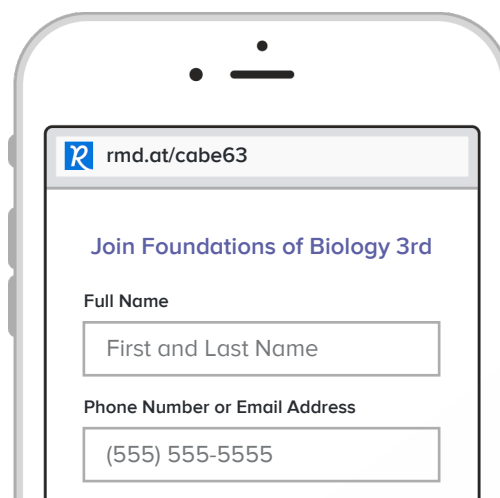 R rmd.at/cabe63
Join Foundations of Biology 3rd
Full Name
First and Last Name
Phone Number or Email Address
(555) 555-5555